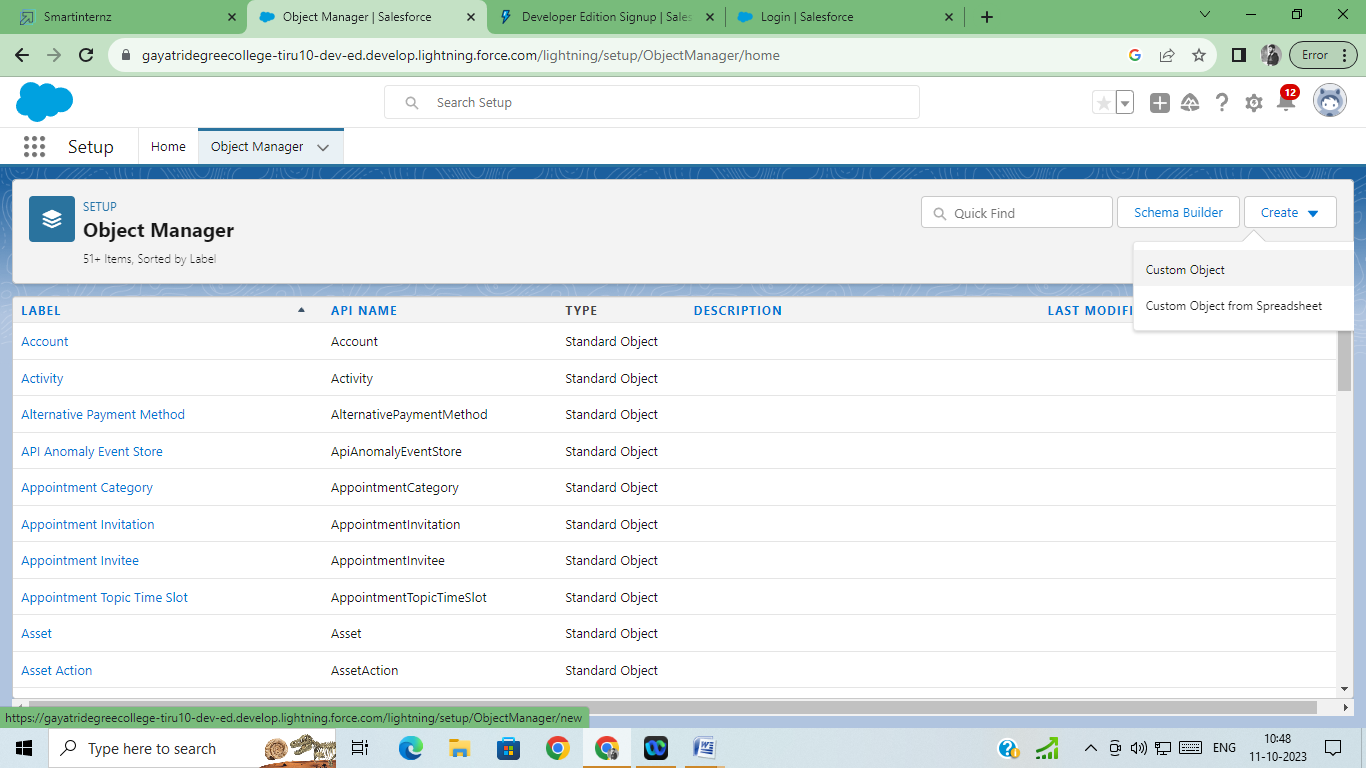 Smartinternz
Object Manager | Salesforce
Developer Edition Signup | Sales
Login | Salesforce
gayatridegreecollege-tiru10-dev-ed.develop.lightning.force.com/lightning/setup/ObjectManager/home
Error
Search Setup
12
Setup
Home
Object Manager
SETUP
Object Manager
51+ Items, Sorted by Label
Quick Find
Schema Builder
Create
Custom Object
Custom Object from Spreadsheet
LABEL API NAME TYPE DESCRIPTION LAST MODIFI
Account Account Standard Object
Activity Activity Standard Object
Alternative Payment Method AlternativePaymentMethod Standard Object
API Anomaly Event Store ApiAnomalyEventStore Standard Object
Appointment Category AppointmentCategory Standard Object
Appointment Invitation AppointmentInvitation Standard Object
Appointment Invitee AppointmentInvitee Standard Object
Appointment Topic Time Slot AppointmentTopicTimeSlot Standard Object
Asset Asset Standard Object
Asset Action AssetAction Standard Object
https://gayatridegreecollege-tiru10-dev-ed.develop.lightning.force.com/lightning/setup/ObjectManager/new
Type here to search
ENG
10:48
11-10-2023